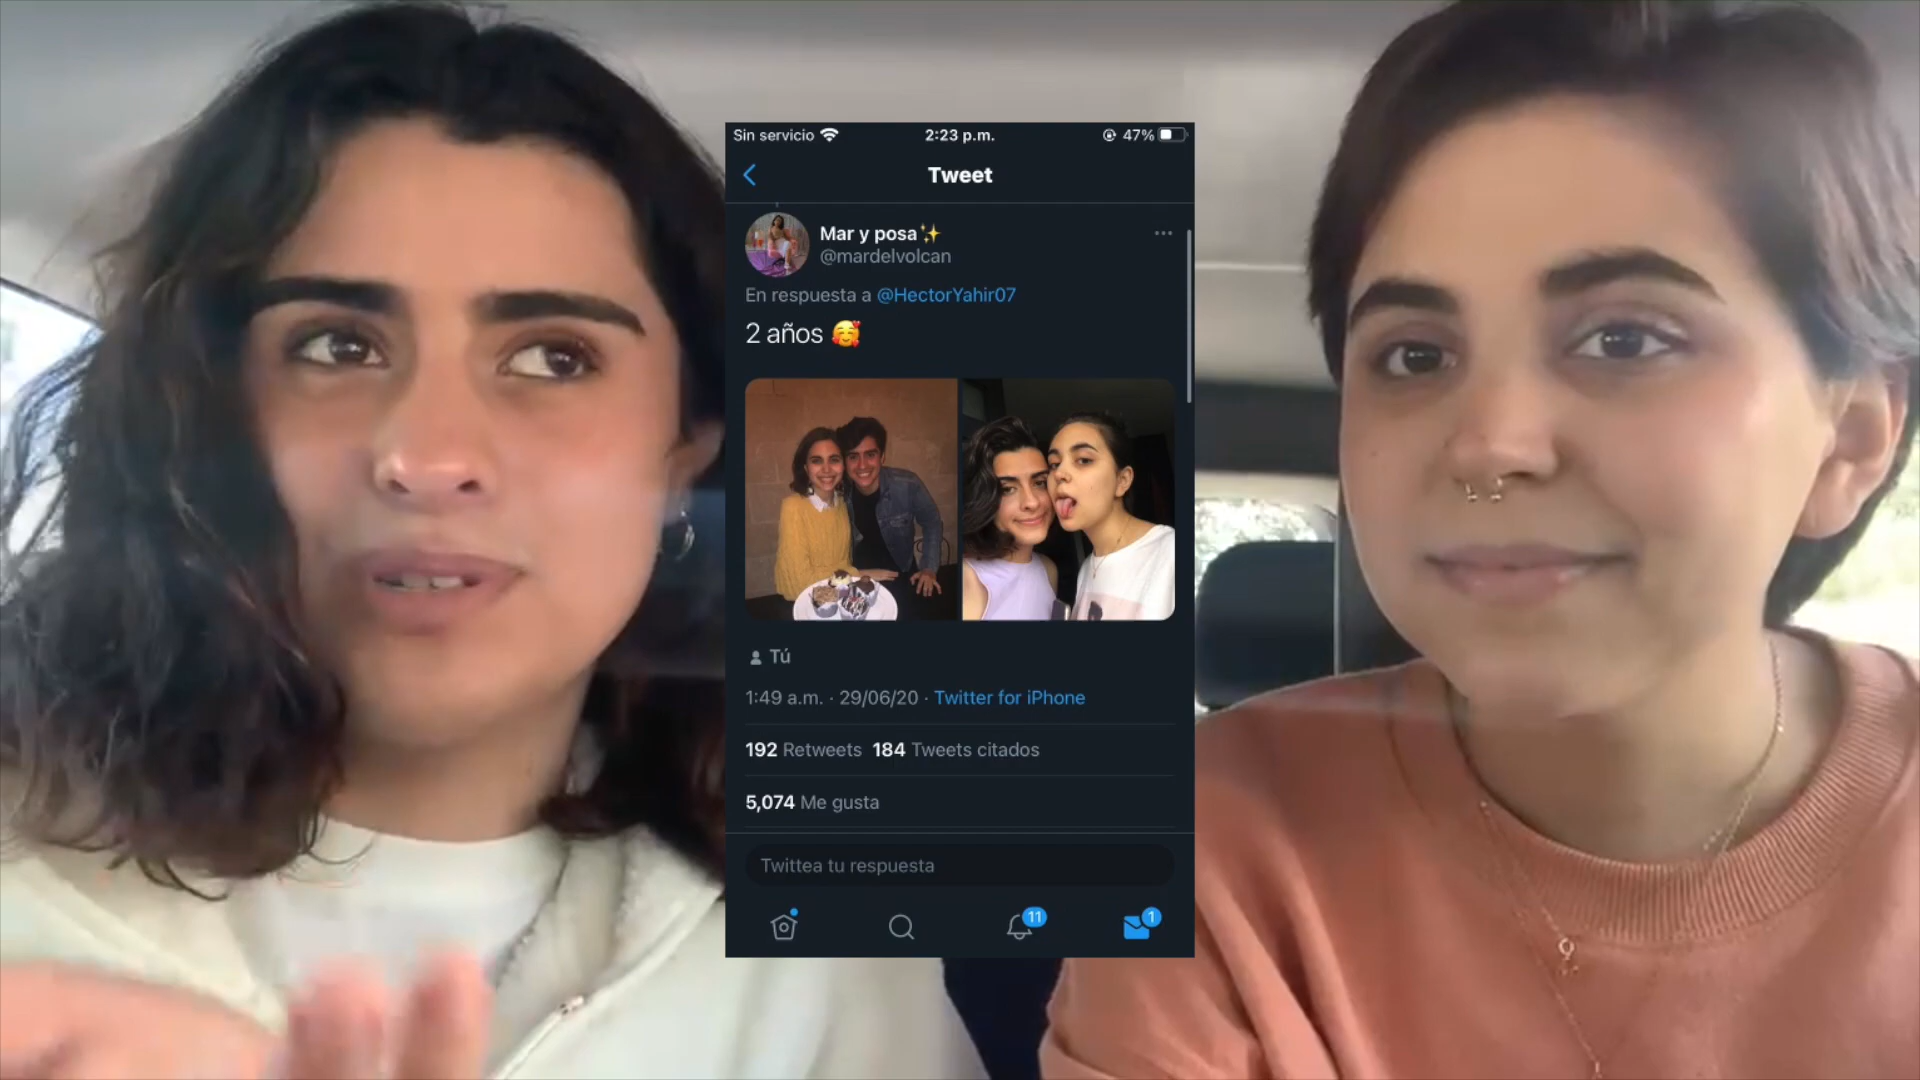 Sin servicio 2:23 p.m. 47%
Tweet
Mar y posa✨
@mardelvolcan
En respuesta a @HectorYahir07
2 años 🥰
Tú
1:49 a.m. · 29/06/20 · Twitter for iPhone
192 Retweets 184 Tweets citados
5,074 Me gusta
Twittea tu respuesta
11 1